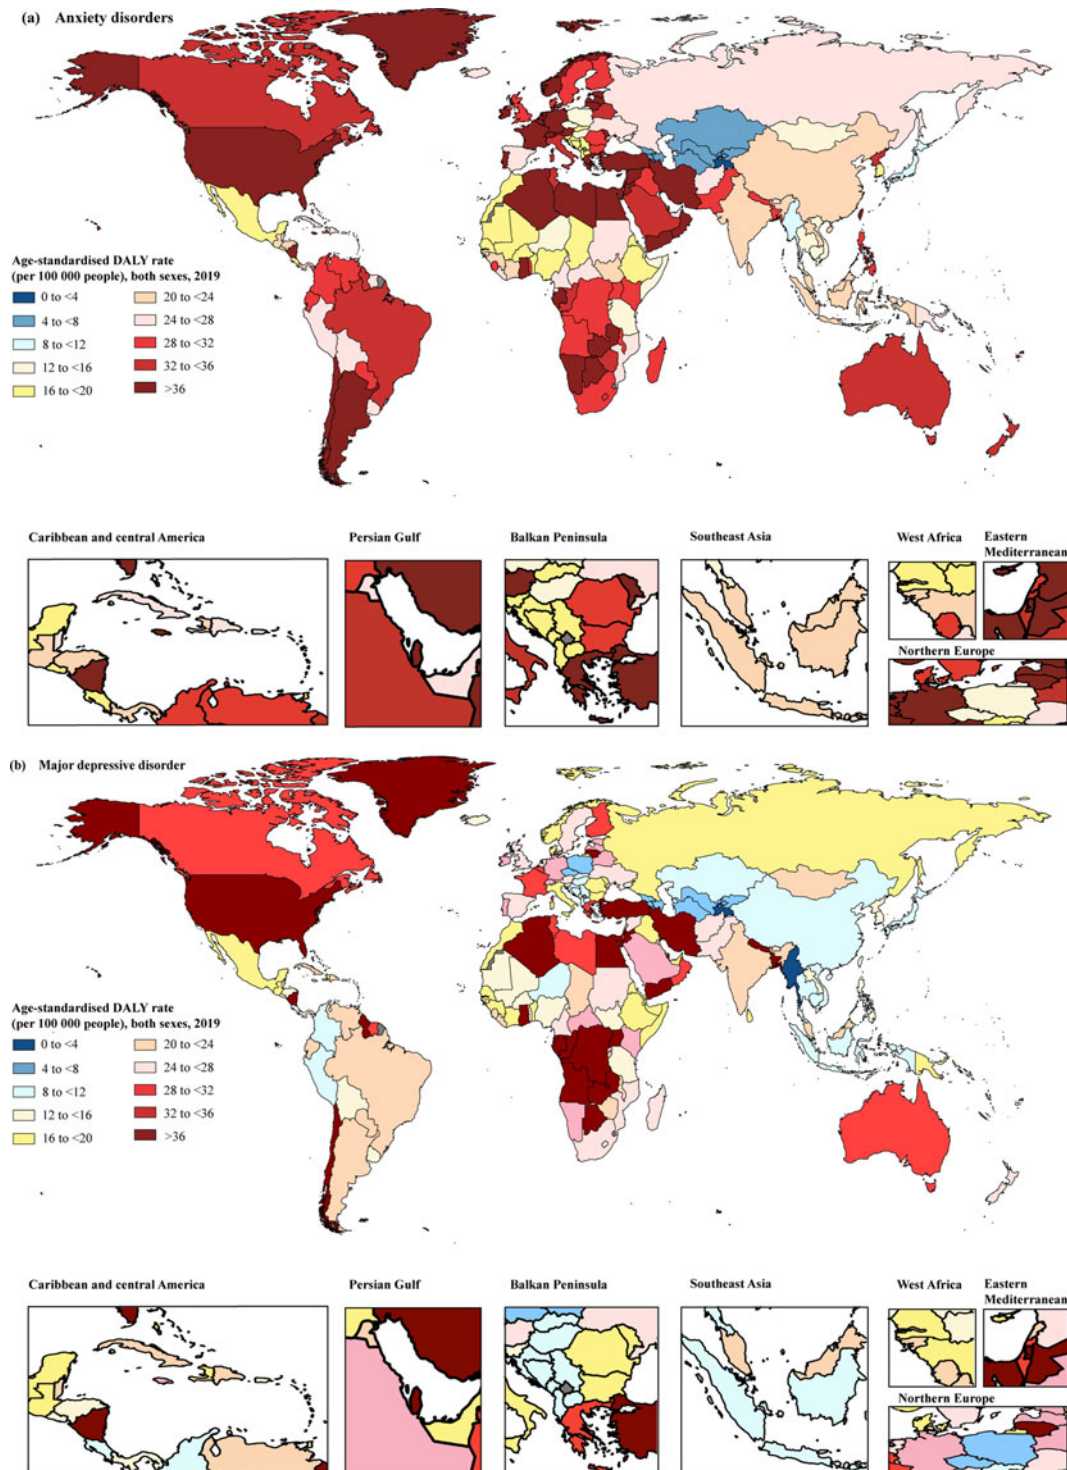 (a) Anxiety disorders
Age-standardised DALY rate
(per 100 000 people), both sexes, 2019
0 to <4
20 to <24
4 to <8
24 to <28
8 to <12
28 to <32
12 to <16
32 to <36
16 to <20
>36
Caribbean and central America
Persian Gulf
Balkan Peninsula
Southeast Asia
West Africa
Eastern
Mediterranean
Northern Europe
(b) Major depressive disorder
Age-standardised DALY rate
(per 100 000 people), both sexes, 2019
0 to <4
20 to <24
4 to <8
24 to <28
8 to <12
28 to <32
12 to <16
32 to <36
16 to <20
>36
Caribbean and central America
Persian Gulf
Balkan Peninsula
Southeast Asia
West Africa
Eastern
Mediterranean
Northern Europe